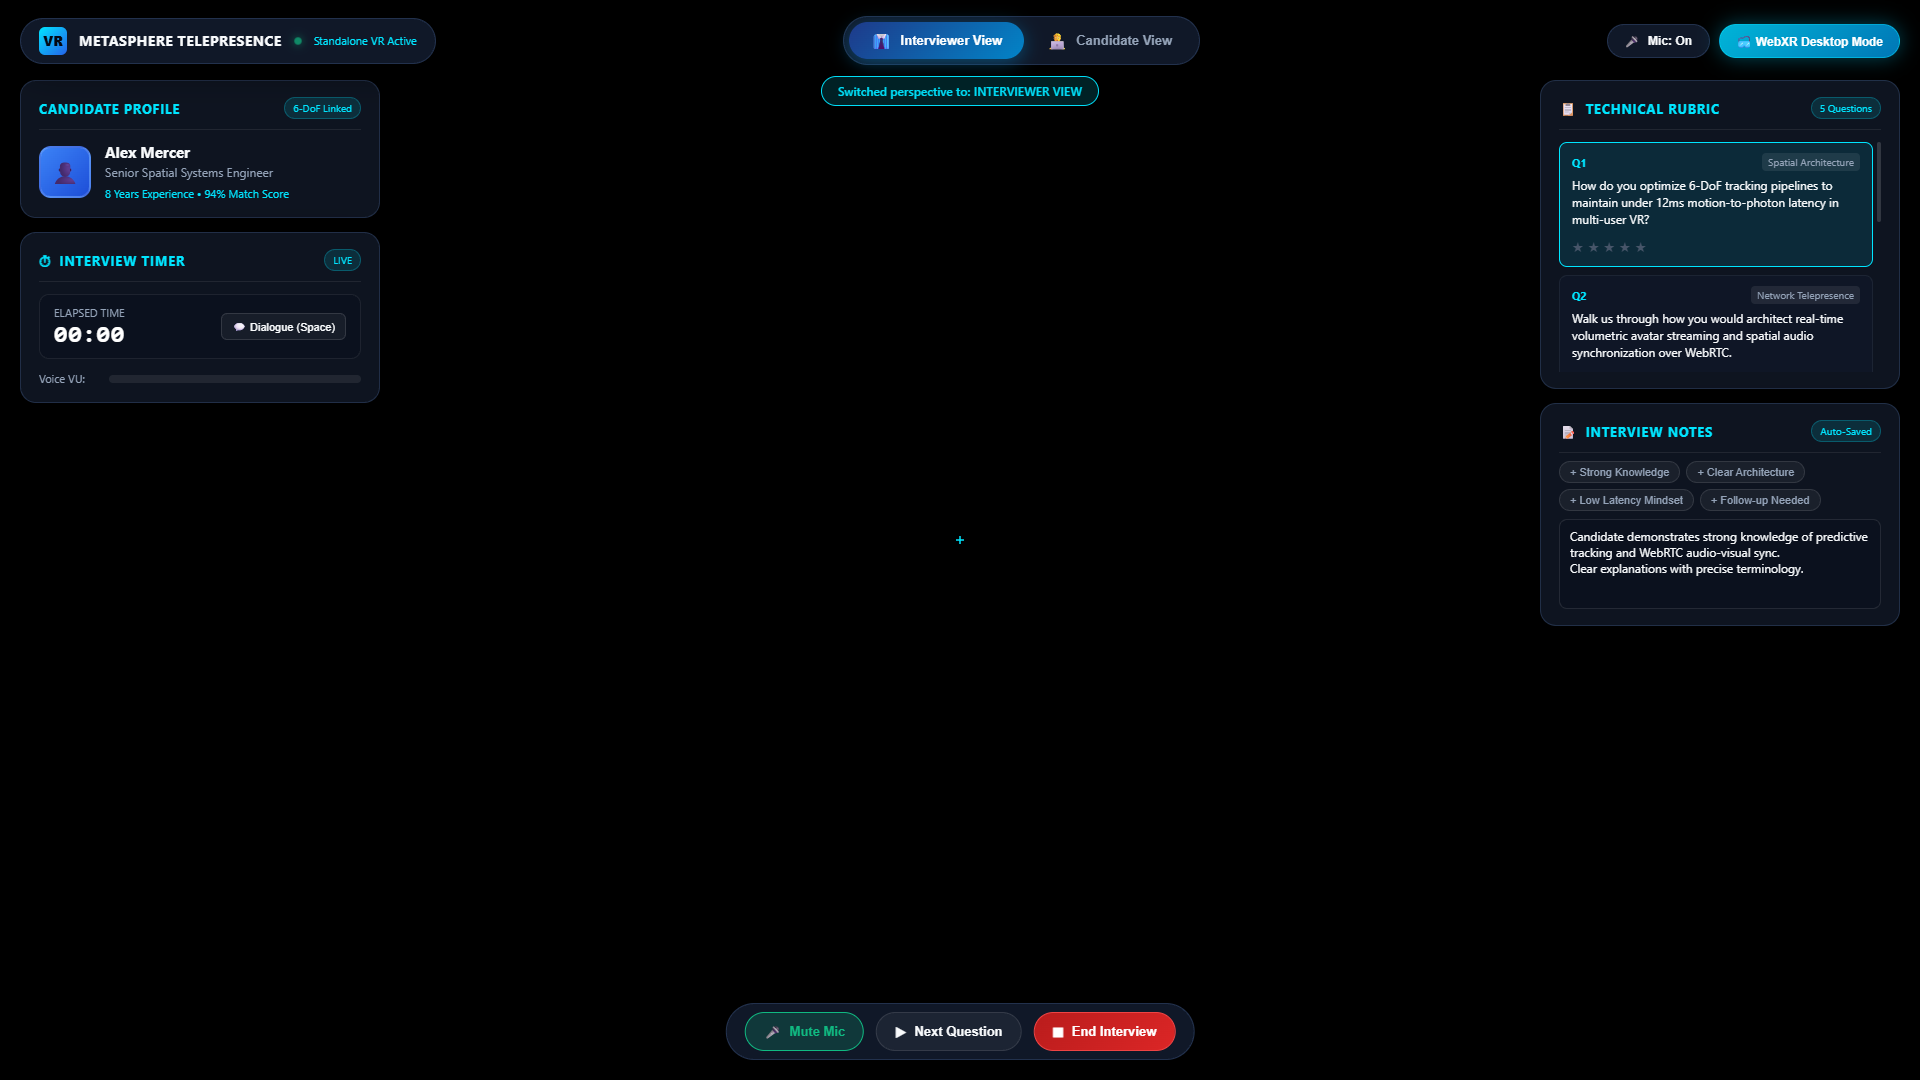 VR METASPHERE TELEPRESENCE Standalone VR Active
Interviewer View
Candidate View
Mic: On
WebXR Desktop Mode
Switched perspective to: INTERVIEWER VIEW
CANDIDATE PROFILE
6-DoF Linked
Alex Mercer
Senior Spatial Systems Engineer
8 Years Experience • 94% Match Score
INTERVIEW TIMER
LIVE
ELAPSED TIME
00:00
Dialogue (Space)
Voice VU:
TECHNICAL RUBRIC
5 Questions
Q1
Spatial Architecture
How do you optimize 6-DoF tracking pipelines to
maintain under 12ms motion-to-photon latency in
multi-user VR?
★ ★ ★ ★ ★
Q2
Network Telepresence
Walk us through how you would architect real-time
volumetric avatar streaming and spatial audio
synchronization over WebRTC.
INTERVIEW NOTES
Auto-Saved
+ Strong Knowledge
+ Clear Architecture
+ Low Latency Mindset
+ Follow-up Needed
Candidate demonstrates strong knowledge of predictive
tracking and WebRTC audio-visual sync.
Clear explanations with precise terminology.
+
Mute Mic
Next Question
End Interview